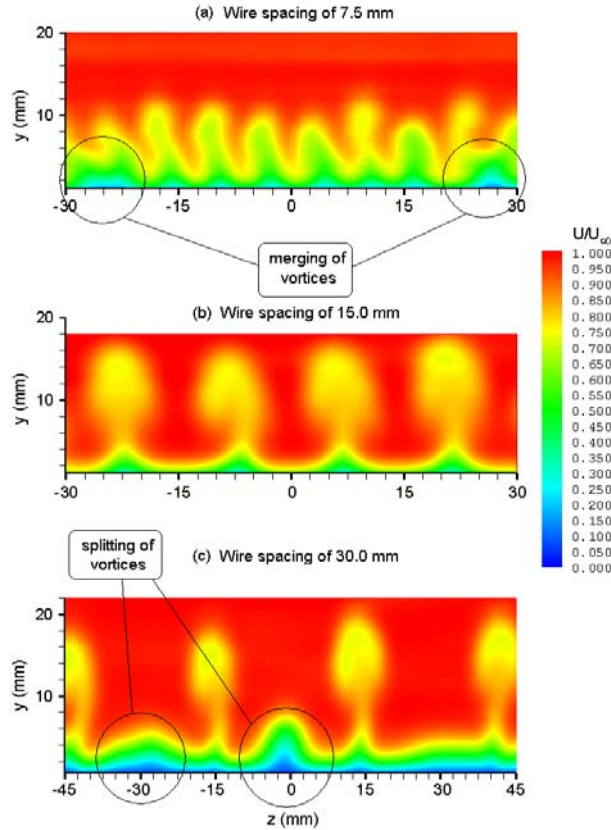 (a) Wire spacing of 7.5 mm
20
10
y (mm)
-30 -15 0 15 30
merging of
vortices
U/U∞
1.000
0.950
0.900
0.850
0.800
0.750
0.700
0.650
0.600
0.550
0.500
0.450
0.400
0.350
0.300
0.250
0.200
0.150
0.100
0.050
0.000
(b) Wire spacing of 15.0 mm
20
10
y (mm)
-30 -15 0 15 30
splitting of
vortices
(c) Wire spacing of 30.0 mm
20
10
0
y (mm)
-45 -30 -15 0 15 30 45
z (mm)